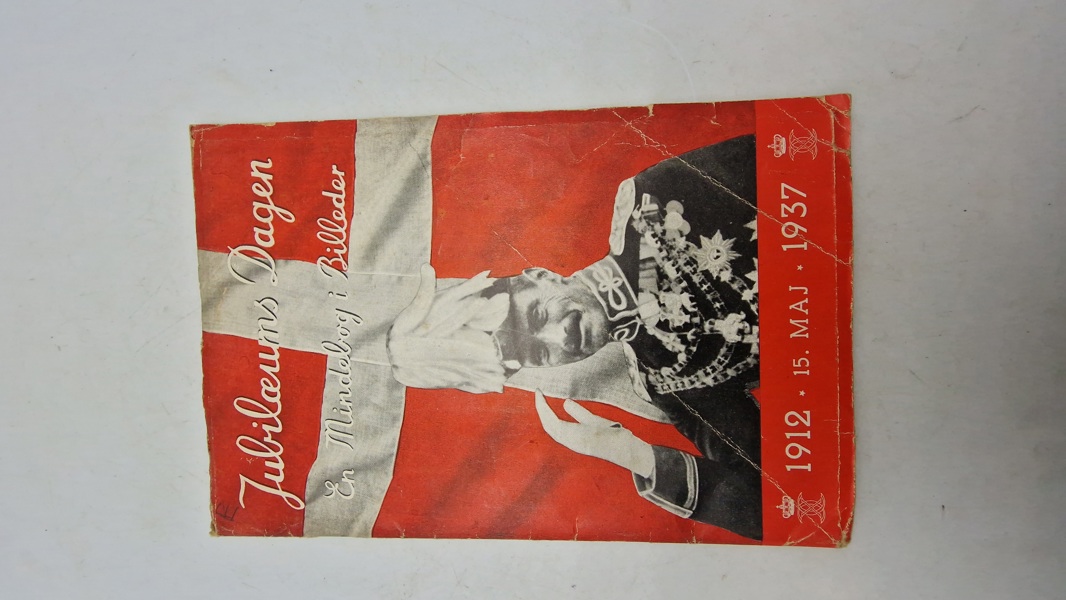 Jubilæums Dagen
En Mindebog i Billeder
1912 * 15. MAJ * 1937